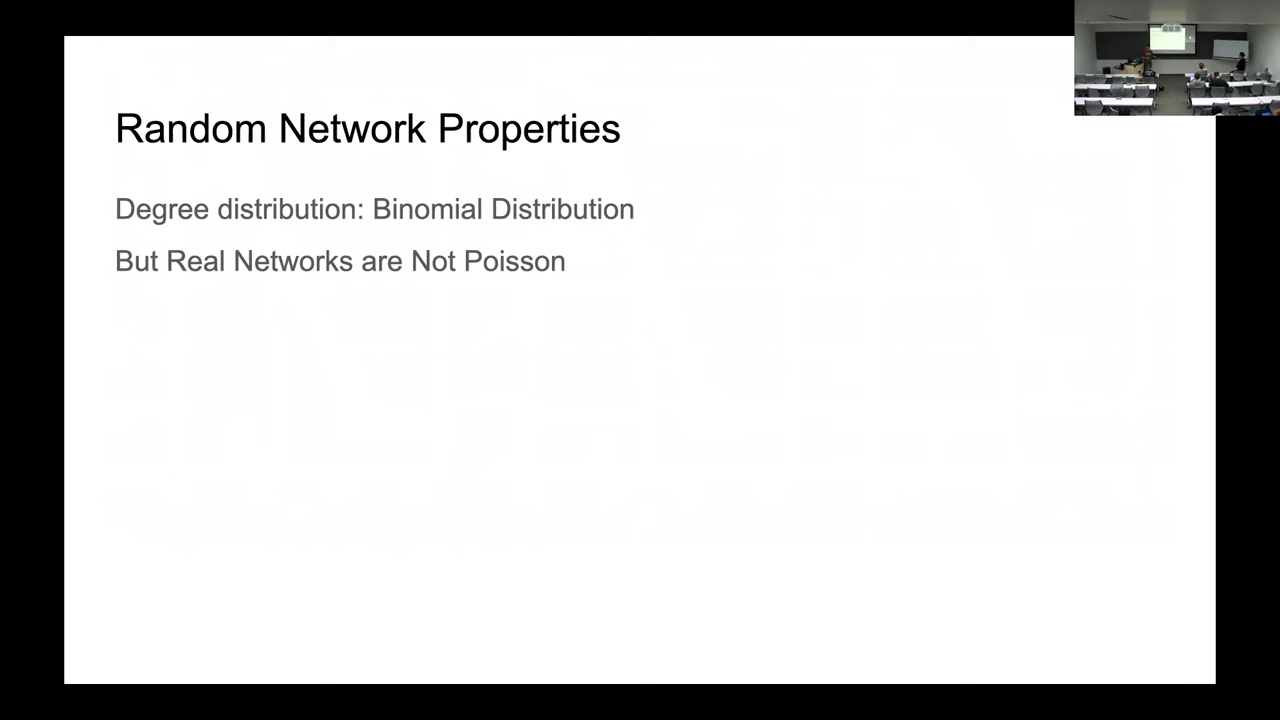 Random Network Properties
Degree distribution: Binomial Distribution
But Real Networks are Not Poisson